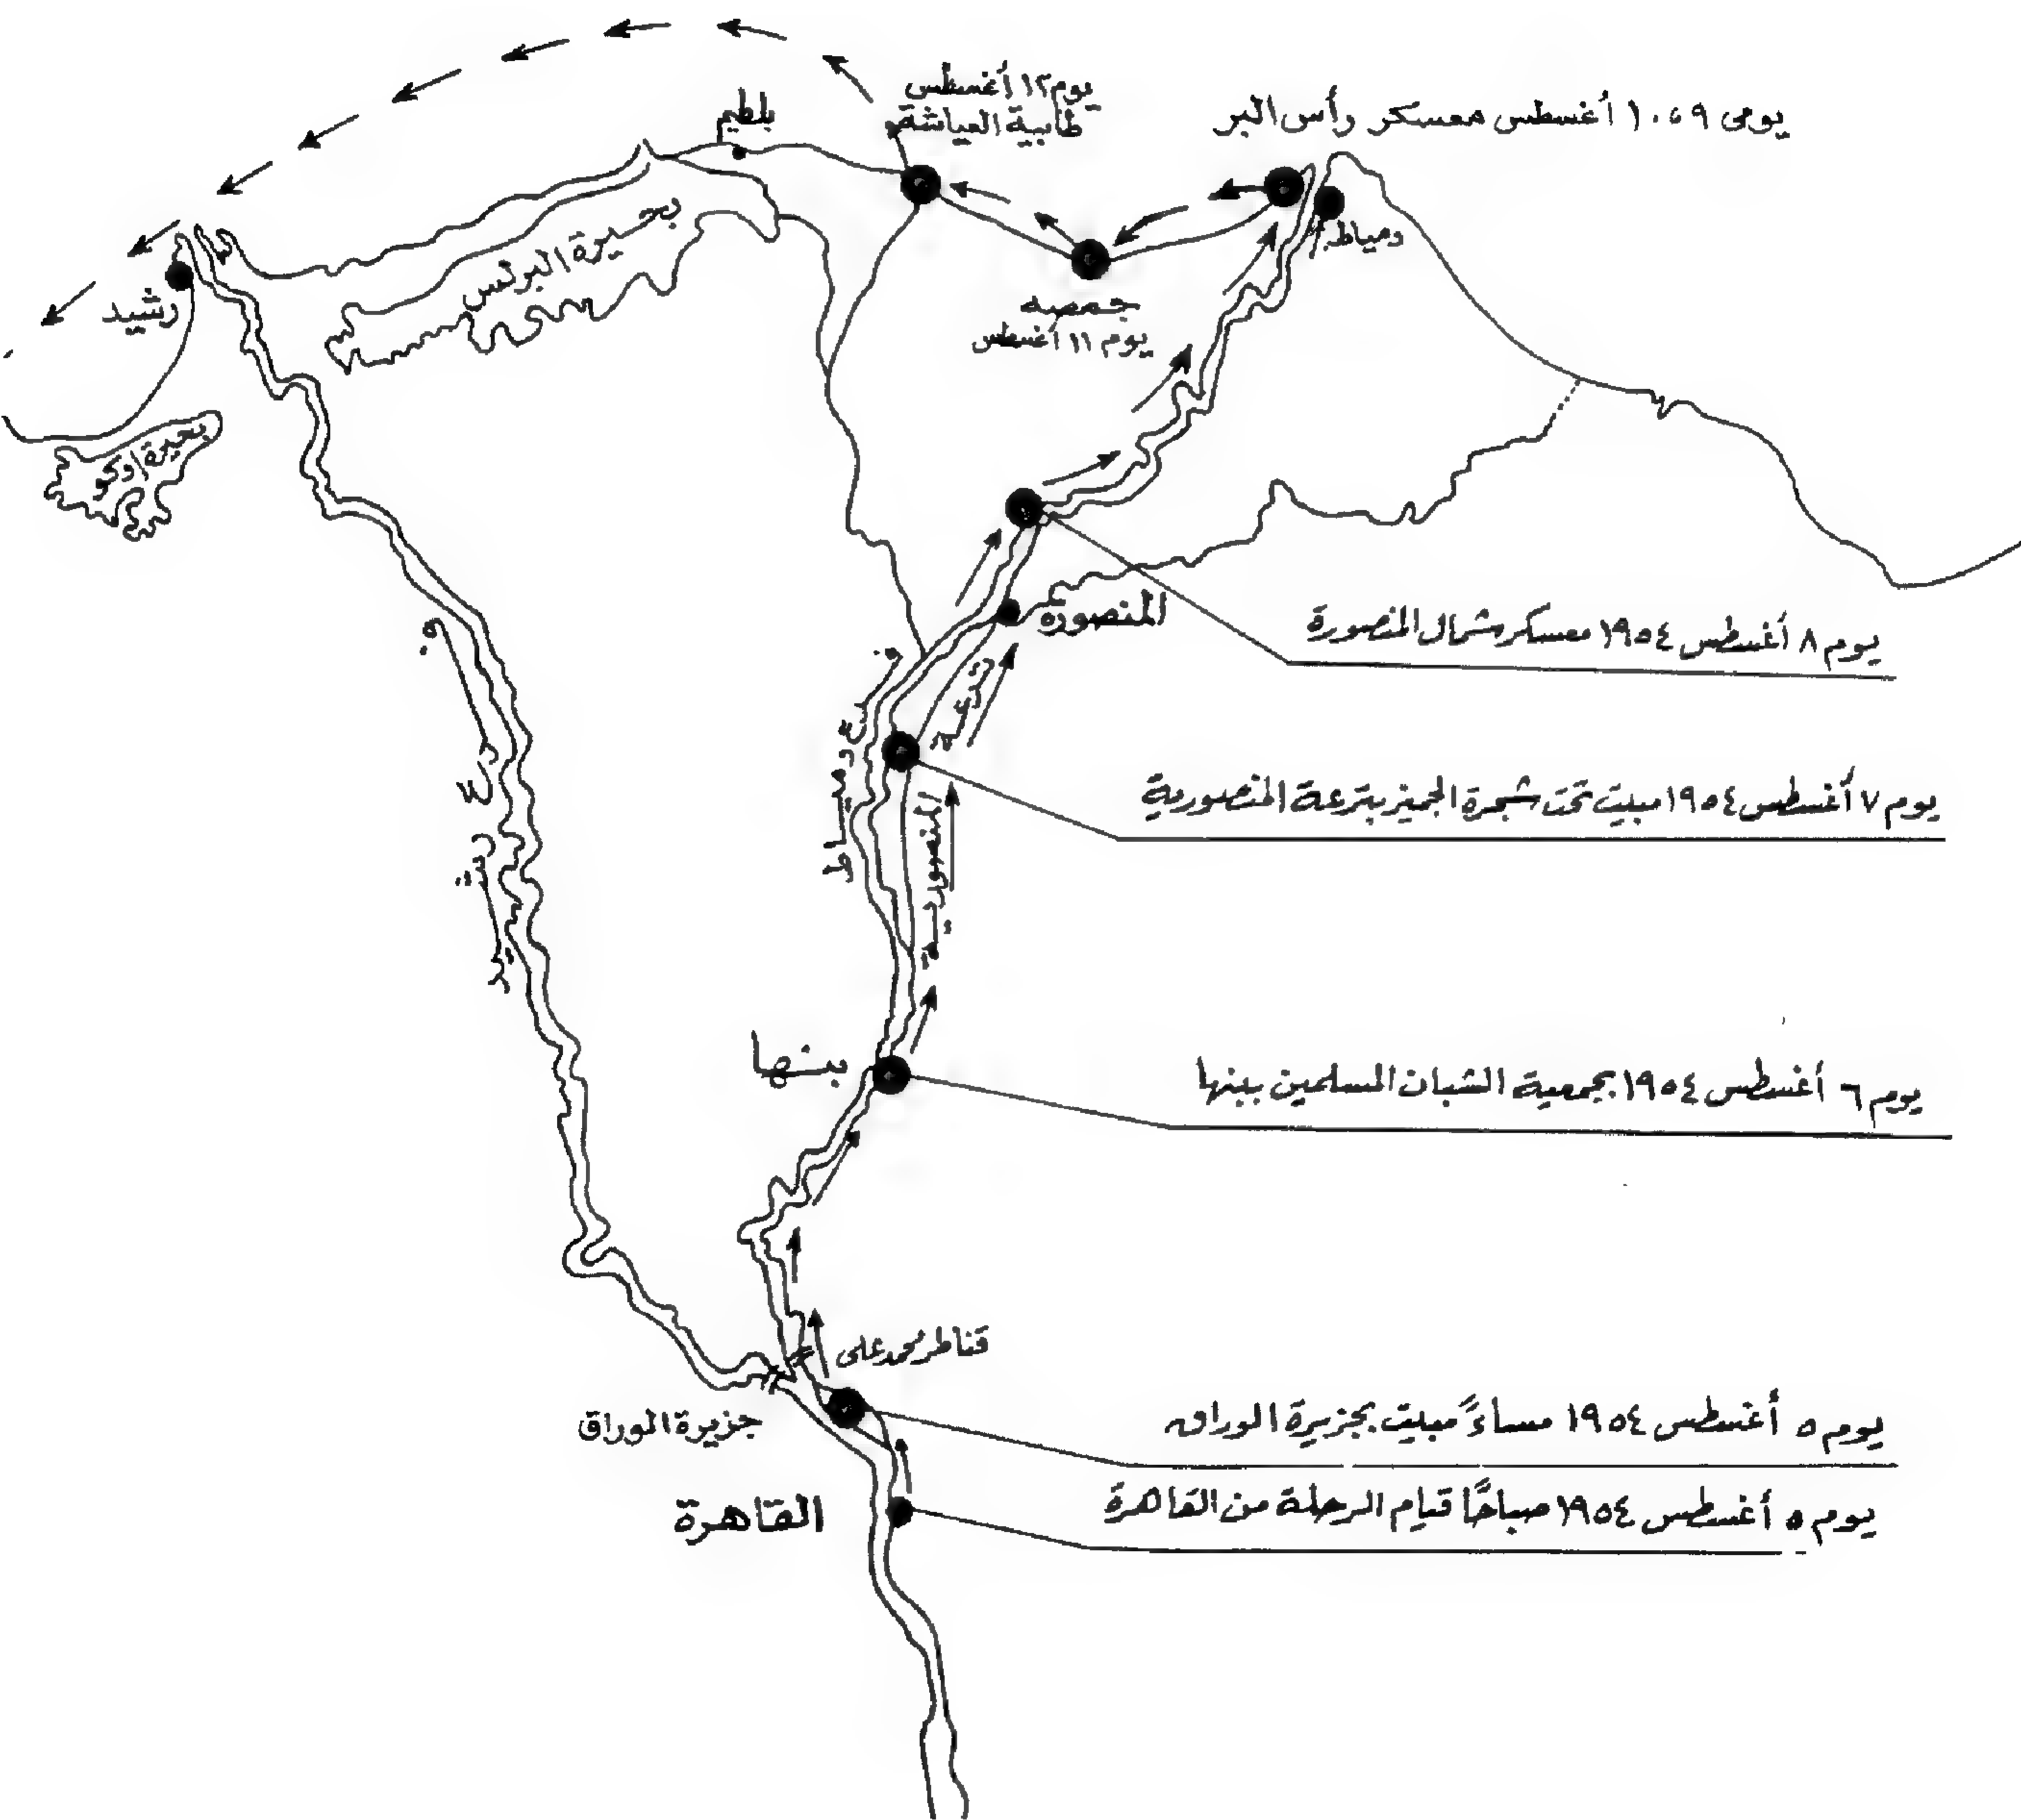 يوم ١٢ أغسطس
طابية العياشة
يومى ٩ ، ١٠ أغسطس معسكر رأس البر
بلطيم
دمياط
بحيرة البرلس
رشيد
جمصه
يوم ١١ أغسطس
بحيرة ادكو
المنصورة
يوم ٨ أغسطس ١٩٥٤ معسكر شمال المنصورة
فرع دمياط
فرع رشيد
ترعة
المنصورية
يوم ٧ أغسطس ١٩٥٤ مبيت تحت شجرة الجميز بترعة المنصورية
بنها
يوم ٦ أغسطس ١٩٥٤ بجمعية الشبان المسلمين ببنها
قناطر محمد على
جزيرة الوراق
يوم ٥ أغسطس ١٩٥٤ مساءً مبيت بجزيرة الوراق
القاهرة
يوم ٥ أغسطس ١٩٥٤ صباحًا قيام الرحلة من القاهرة